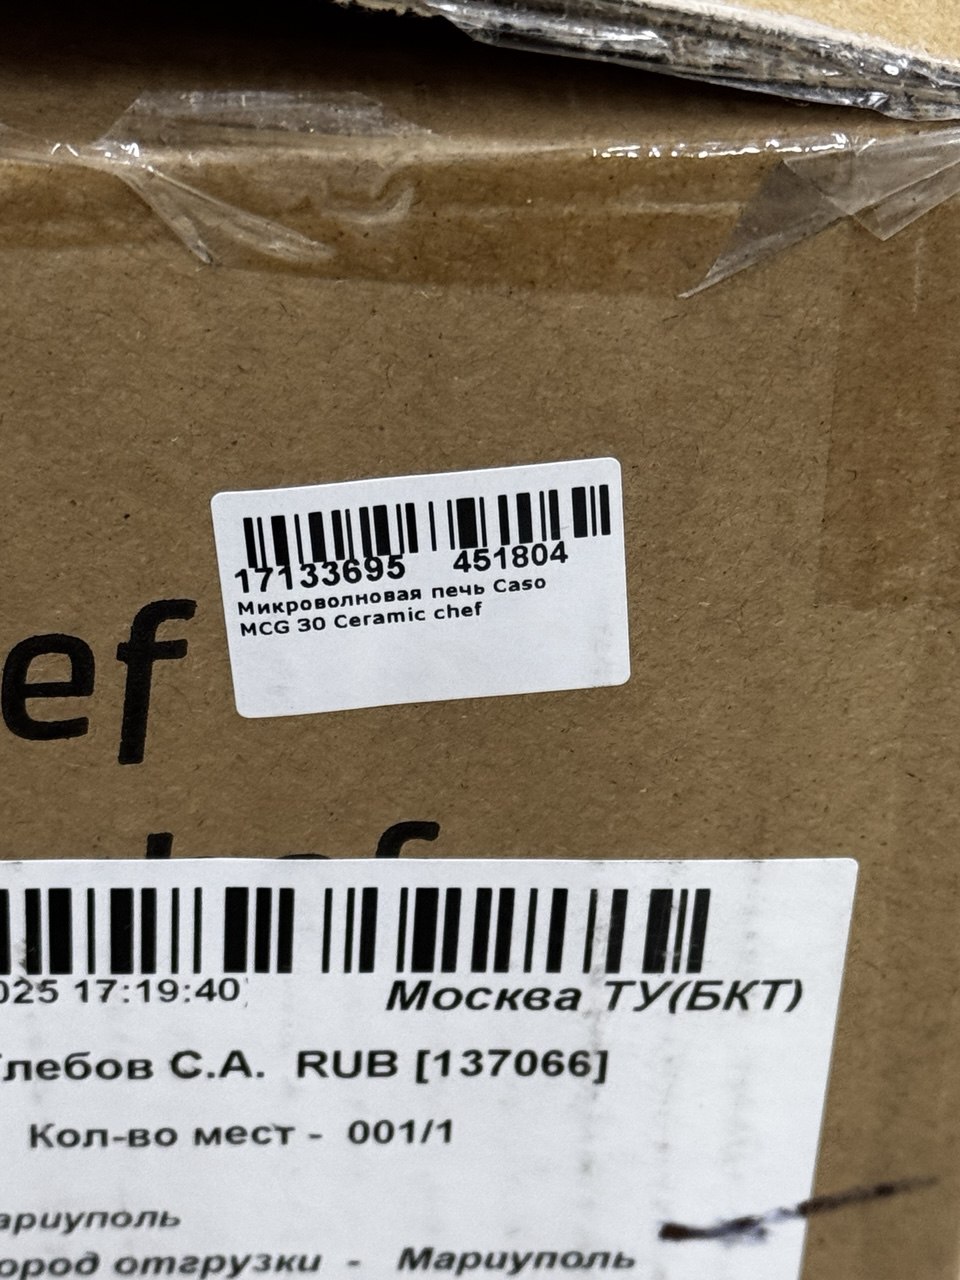 17133695 451804
Микроволновая печь Caso
MCG 30 Ceramic chef
ef
025 17:19:40
Москва ТУ(БКТ)
Глебов С.А. RUB [137066]
Кол-во мест - 001/1
ариуполь
ород отгрузки - Мариуполь